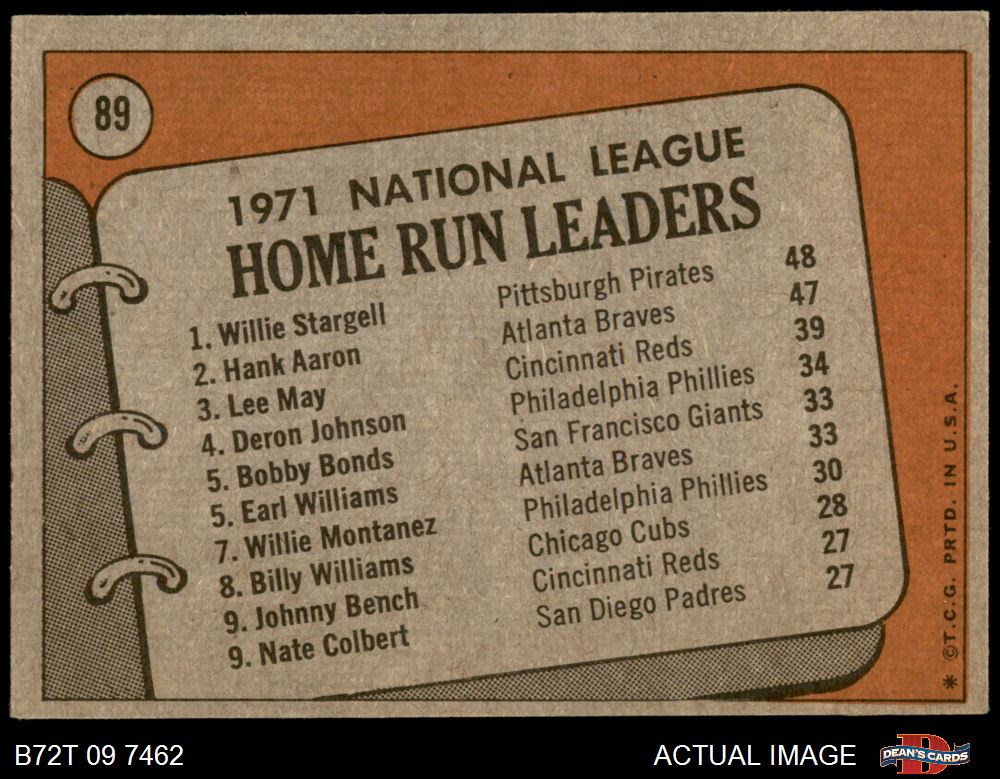 89
1971 NATIONAL LEAGUE
HOME RUN LEADERS
1. Willie Stargell Pittsburgh Pirates 48
2. Hank Aaron Atlanta Braves 47
3. Lee May Cincinnati Reds 39
4. Deron Johnson Philadelphia Phillies 34
5. Bobby Bonds San Francisco Giants 33
5. Earl Williams Atlanta Braves 33
7. Willie Montanez Philadelphia Phillies 30
8. Billy Williams Chicago Cubs 28
9. Johnny Bench Cincinnati Reds 27
9. Nate Colbert San Diego Padres 27
* ©T.C.G. PRTD. IN U.S.A.
B72T 09 7462
ACTUAL IMAGE
D
DEAN'S CARDS